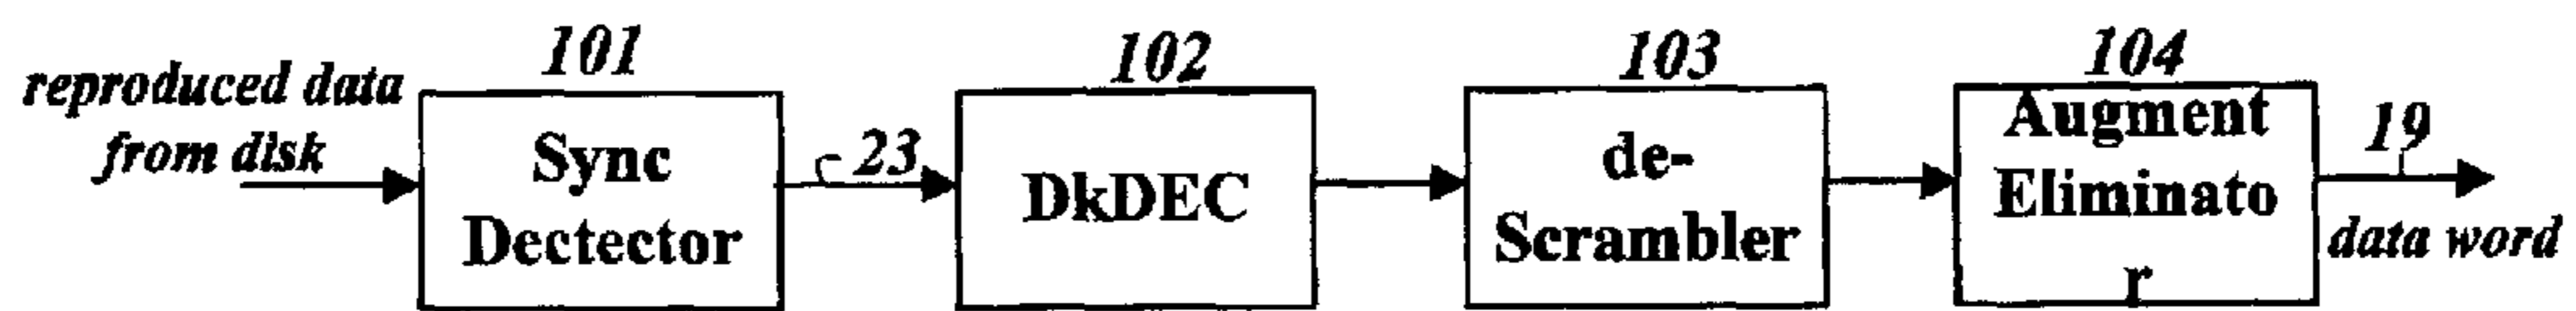 reproduced data
from disk
101
Sync
Dectector
23
102
DkDEC
103
de-
Scrambler
104
Augment
Eliminato
r
19
data word